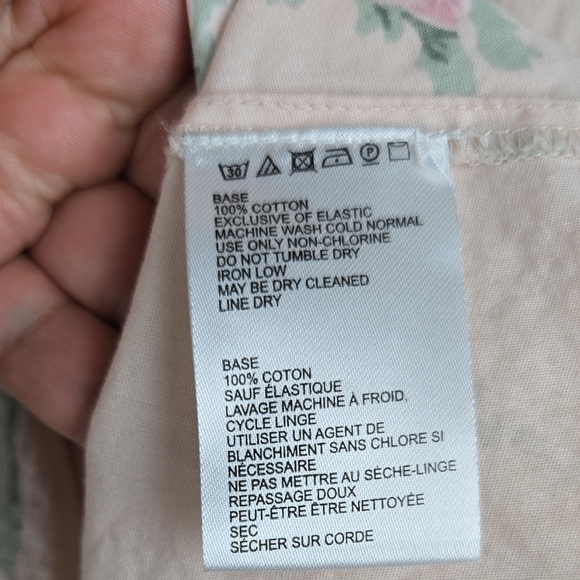 30
P
BASE
100% COTTON
EXCLUSIVE OF ELASTIC
MACHINE WASH COLD NORMAL
USE ONLY NON-CHLORINE
DO NOT TUMBLE DRY
IRON LOW
MAY BE DRY CLEANED
LINE DRY
BASE
100% COTON
SAUF ÉLASTIQUE
LAVAGE MACHINE À FROID,
CYCLE LINGE
UTILISER UN AGENT DE
BLANCHIMENT SANS CHLORE SI
NÉCESSAIRE
NE PAS METTRE AU SÈCHE-LINGE
REPASSAGE DOUX
PEUT-ÊTRE ÊTRE NETTOYÉE
SEC
SÉCHER SUR CORDE